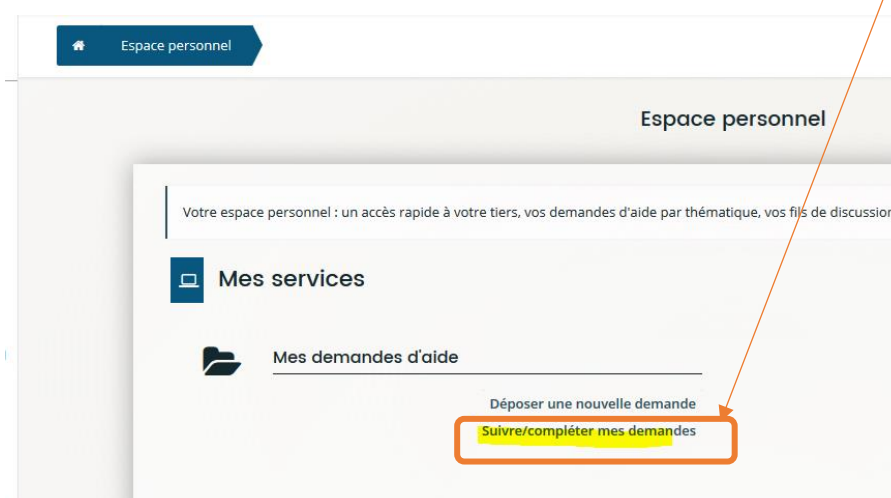 Espace personnel
Espace personnel
Votre espace personnel : un accès rapide à votre tiers, vos demandes d'aide par thématique, vos fils de discussion
Mes services
Mes demandes d'aide
Déposer une nouvelle demande
Suivre/compléter mes demandes